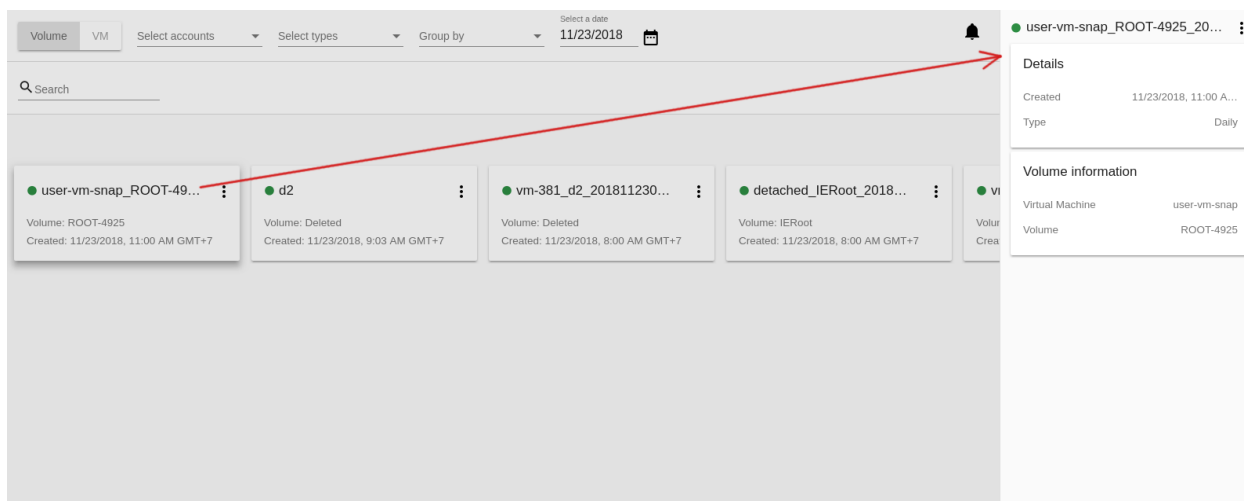 Select a date
Volume VM Select accounts Select types Group by 11/23/2018
Search
user-vm-snap_ROOT-49...
Volume: ROOT-4925
Created: 11/23/2018, 11:00 AM GMT+7
d2
Volume: Deleted
Created: 11/23/2018, 9:03 AM GMT+7
vm-381_d2_201811230...
Volume: Deleted
Created: 11/23/2018, 8:00 AM GMT+7
detached_IERoot_2018...
Volume: IERoot
Created: 11/23/2018, 8:00 AM GMT+7
user-vm-snap_ROOT-4925_20...
Details
Created 11/23/2018, 11:00 A...
Type Daily
Volume information
Virtual Machine user-vm-snap
Volume ROOT-4925